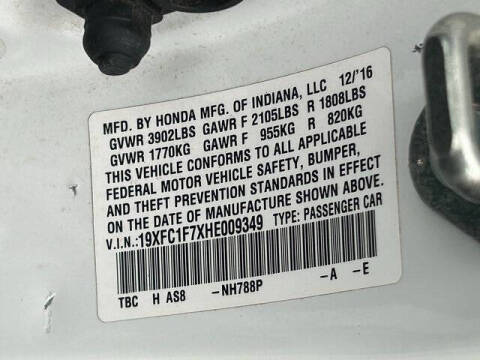 MFD. BY HONDA MFG. OF INDIANA, LLC 12/'16
GVWR 3902LBS GAWR F 2105LBS R 1808LBS
GVWR 1770KG GAWR F 955KG R 820KG
THIS VEHICLE CONFORMS TO ALL APPLICABLE
FEDERAL MOTOR VEHICLE SAFETY, BUMPER,
AND THEFT PREVENTION STANDARDS IN EFFECT
ON THE DATE OF MANUFACTURE SHOWN ABOVE.
V.I.N.:19XFC1F7XHE009349 TYPE: PASSENGER CAR
TBC H AS8 -NH788P -A -E